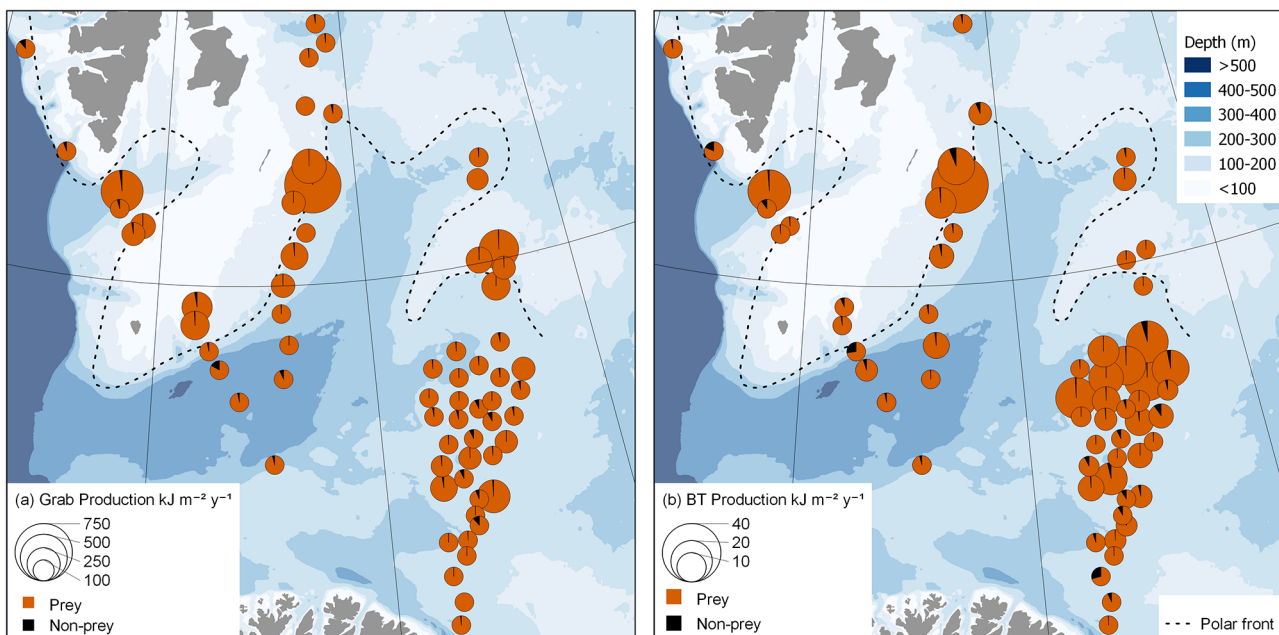 (a) Grab Production kJ m⁻² y⁻¹
750
500
250
100
Prey
Non-prey
Depth (m)
>500
400-500
300-400
200-300
100-200
<100
(b) BT Production kJ m⁻² y⁻¹
40
20
10
Prey
Non-prey
Polar front